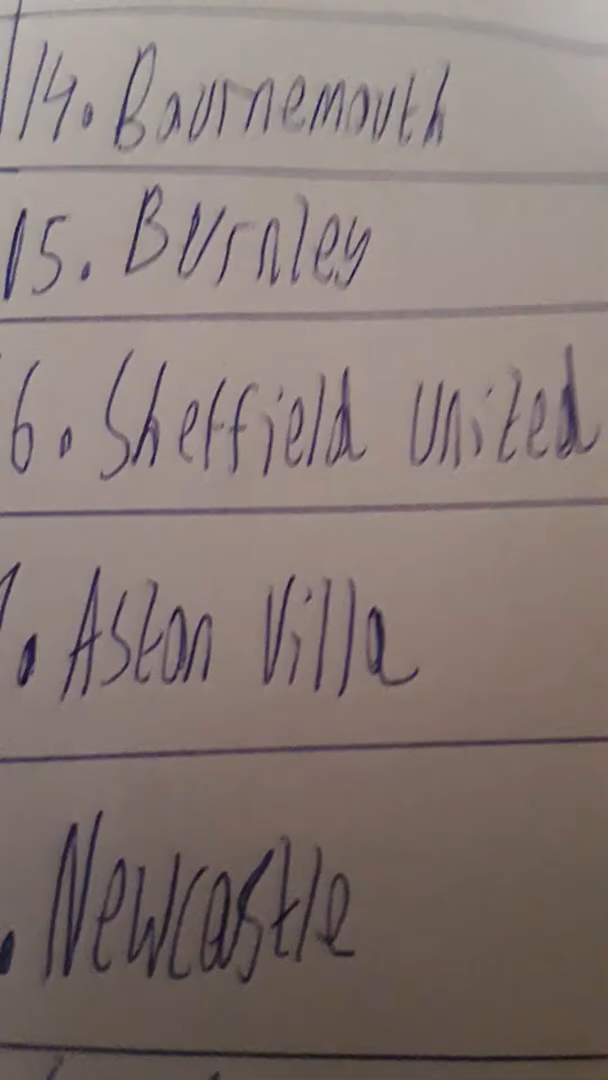 14. Bournemouth
15. Burnley
6. Sheffield United
. Aston Villa
. Newcastle